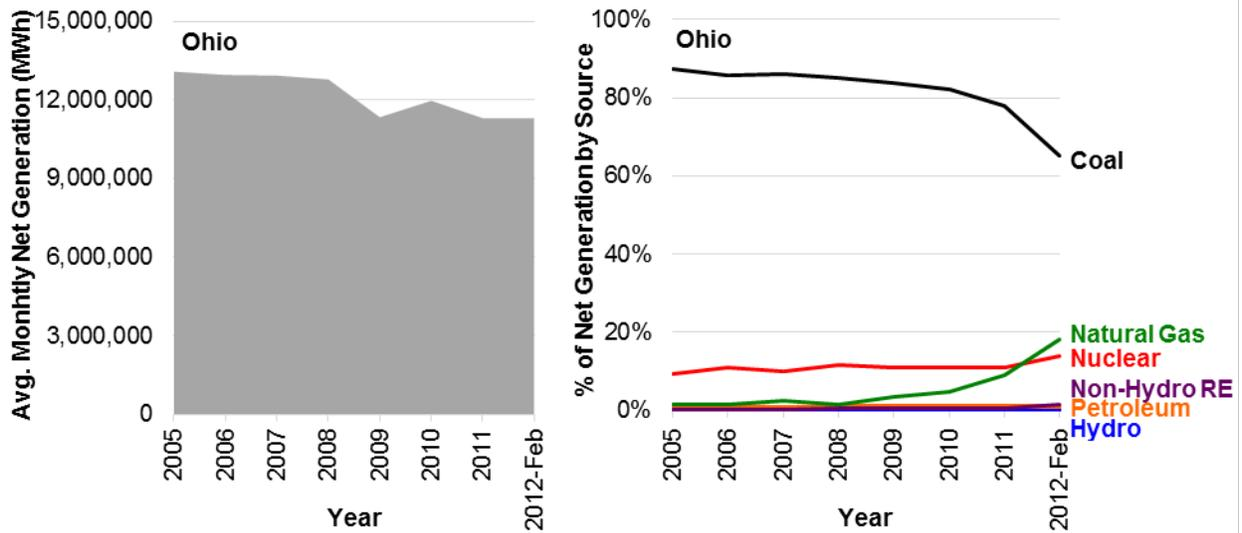 Avg. Monhtly Net Generation (MWh)
15,000,000
12,000,000
9,000,000
6,000,000
3,000,000
0
Ohio
2005
2006
2007
2008
2009
2010
2011
2012-Feb
Year
% of Net Generation by Source
100%
80%
60%
40%
20%
0%
Ohio
Coal
Natural Gas
Nuclear
Non-Hydro RE
Petroleum
Hydro
2005
2006
2007
2008
2009
2010
2011
2012-Feb
Year